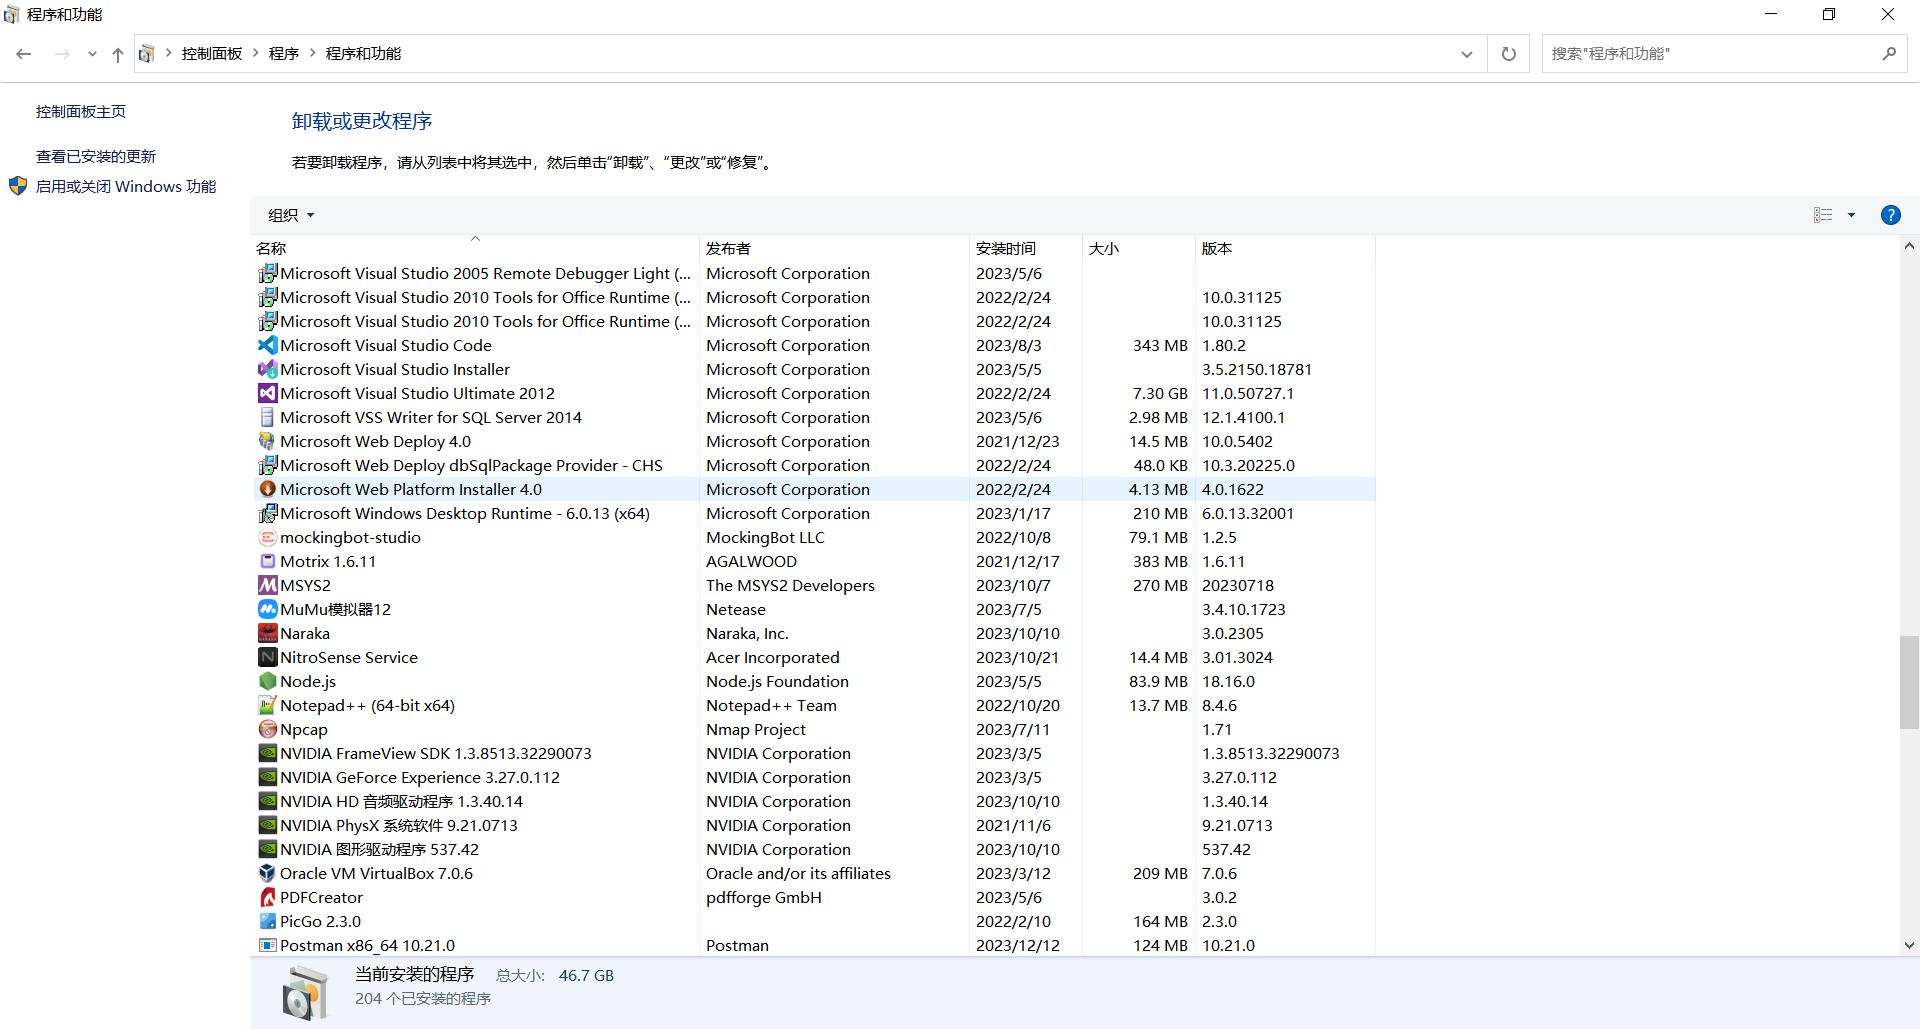 程序和功能
控制面板 程序 程序和功能 搜索"程序和功能"
控制面板主页
查看已安装的更新
启用或关闭 Windows 功能
卸载或更改程序
若要卸载程序，请从列表中将其选中，然后单击“卸载”、“更改”或“修复”。
组织
名称 发布者 安装时间 大小 版本
Microsoft Visual Studio 2005 Remote Debugger Light (... Microsoft Corporation 2023/5/6
Microsoft Visual Studio 2010 Tools for Office Runtime (... Microsoft Corporation 2022/2/24 10.0.31125
Microsoft Visual Studio 2010 Tools for Office Runtime (... Microsoft Corporation 2022/2/24 10.0.31125
Microsoft Visual Studio Code Microsoft Corporation 2023/8/3 343 MB 1.80.2
Microsoft Visual Studio Installer Microsoft Corporation 2023/5/5 3.5.2150.18781
Microsoft Visual Studio Ultimate 2012 Microsoft Corporation 2022/2/24 7.30 GB 11.0.50727.1
Microsoft VSS Writer for SQL Server 2014 Microsoft Corporation 2023/5/6 2.98 MB 12.1.4100.1
Microsoft Web Deploy 4.0 Microsoft Corporation 2021/12/23 14.5 MB 10.0.5402
Microsoft Web Deploy dbSqlPackage Provider - CHS Microsoft Corporation 2022/2/24 48.0 KB 10.3.20225.0
Microsoft Web Platform Installer 4.0 Microsoft Corporation 2022/2/24 4.13 MB 4.0.1622
Microsoft Windows Desktop Runtime - 6.0.13 (x64) Microsoft Corporation 2023/1/17 210 MB 6.0.13.32001
mockingbot-studio MockingBot LLC 2022/10/8 79.1 MB 1.2.5
Motrix 1.6.11 AGALWOOD 2021/12/17 383 MB 1.6.11
MSYS2 The MSYS2 Developers 2023/10/7 270 MB 20230718
MuMu模拟器12 Netease 2023/7/5 3.4.10.1723
Naraka Naraka, Inc. 2023/10/10 3.0.2305
NitroSense Service Acer Incorporated 2023/10/21 14.4 MB 3.01.3024
Node.js Node.js Foundation 2023/5/5 83.9 MB 18.16.0
Notepad++ (64-bit x64) Notepad++ Team 2022/10/20 13.7 MB 8.4.6
Npcap Nmap Project 2023/7/11 1.71
NVIDIA FrameView SDK 1.3.8513.32290073 NVIDIA Corporation 2023/3/5 1.3.8513.32290073
NVIDIA GeForce Experience 3.27.0.112 NVIDIA Corporation 2023/3/5 3.27.0.112
NVIDIA HD 音频驱动程序 1.3.40.14 NVIDIA Corporation 2023/10/10 1.3.40.14
NVIDIA PhysX 系统软件 9.21.0713 NVIDIA Corporation 2021/11/6 9.21.0713
NVIDIA 图形驱动程序 537.42 NVIDIA Corporation 2023/10/10 537.42
Oracle VM VirtualBox 7.0.6 Oracle and/or its affiliates 2023/3/12 209 MB 7.0.6
PDFCreator pdfforge GmbH 2023/5/6 3.0.2
PicGo 2.3.0 2022/2/10 164 MB 2.3.0
Postman x86_64 10.21.0 Postman 2023/12/12 124 MB 10.21.0
当前安装的程序 总大小: 46.7 GB
204 个已安装的程序